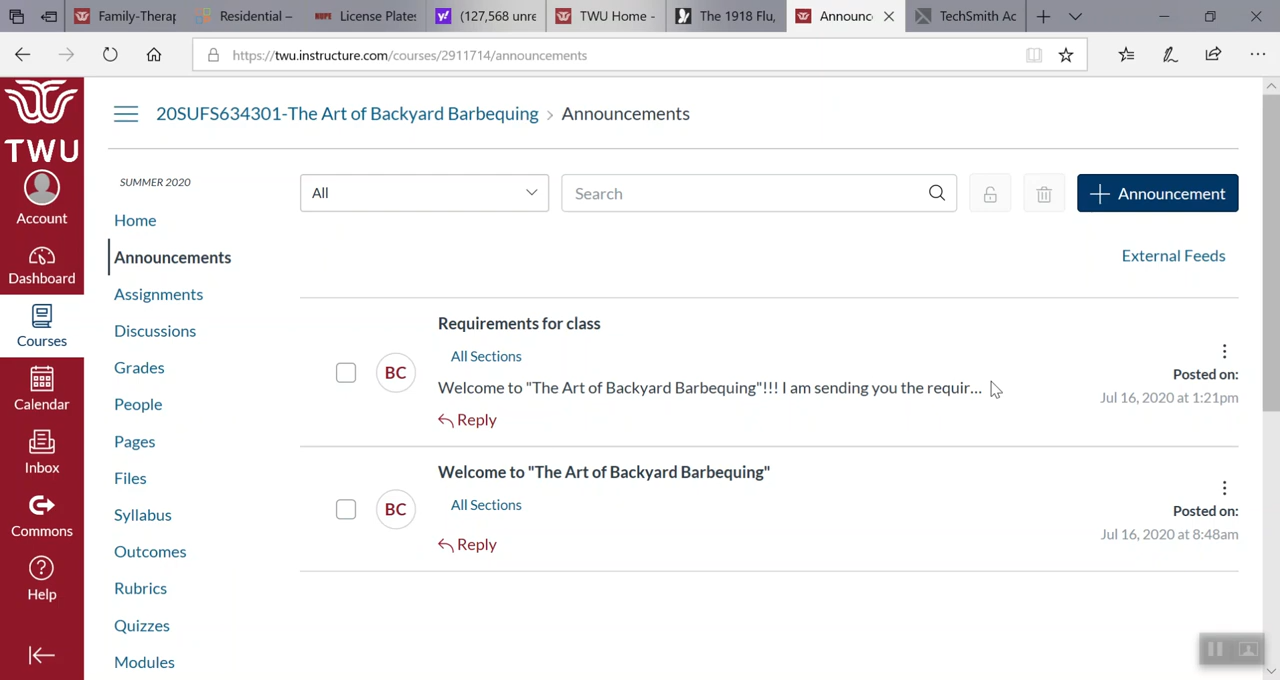 Family-Therap
Residential –
HOPE License Plates
(127,568 unre
TWU Home -
The 1918 Flu,
Announc
TechSmith Ac
https://twu.instructure.com/courses/2911714/announcements
TWU
Account
Dashboard
Courses
Calendar
Inbox
Commons
Help
20SUFS634301-The Art of Backyard Barbequing › Announcements
SUMMER 2020
Home
Announcements
Assignments
Discussions
Grades
People
Pages
Files
Syllabus
Outcomes
Rubrics
Quizzes
Modules
All
Search
Announcement
External Feeds
Requirements for class
All Sections
BC
Welcome to "The Art of Backyard Barbequing"!!! I am sending you the requir...
Reply
Posted on:
Jul 16, 2020 at 1:21pm
Welcome to "The Art of Backyard Barbequing"
All Sections
BC
Reply
Posted on:
Jul 16, 2020 at 8:48am